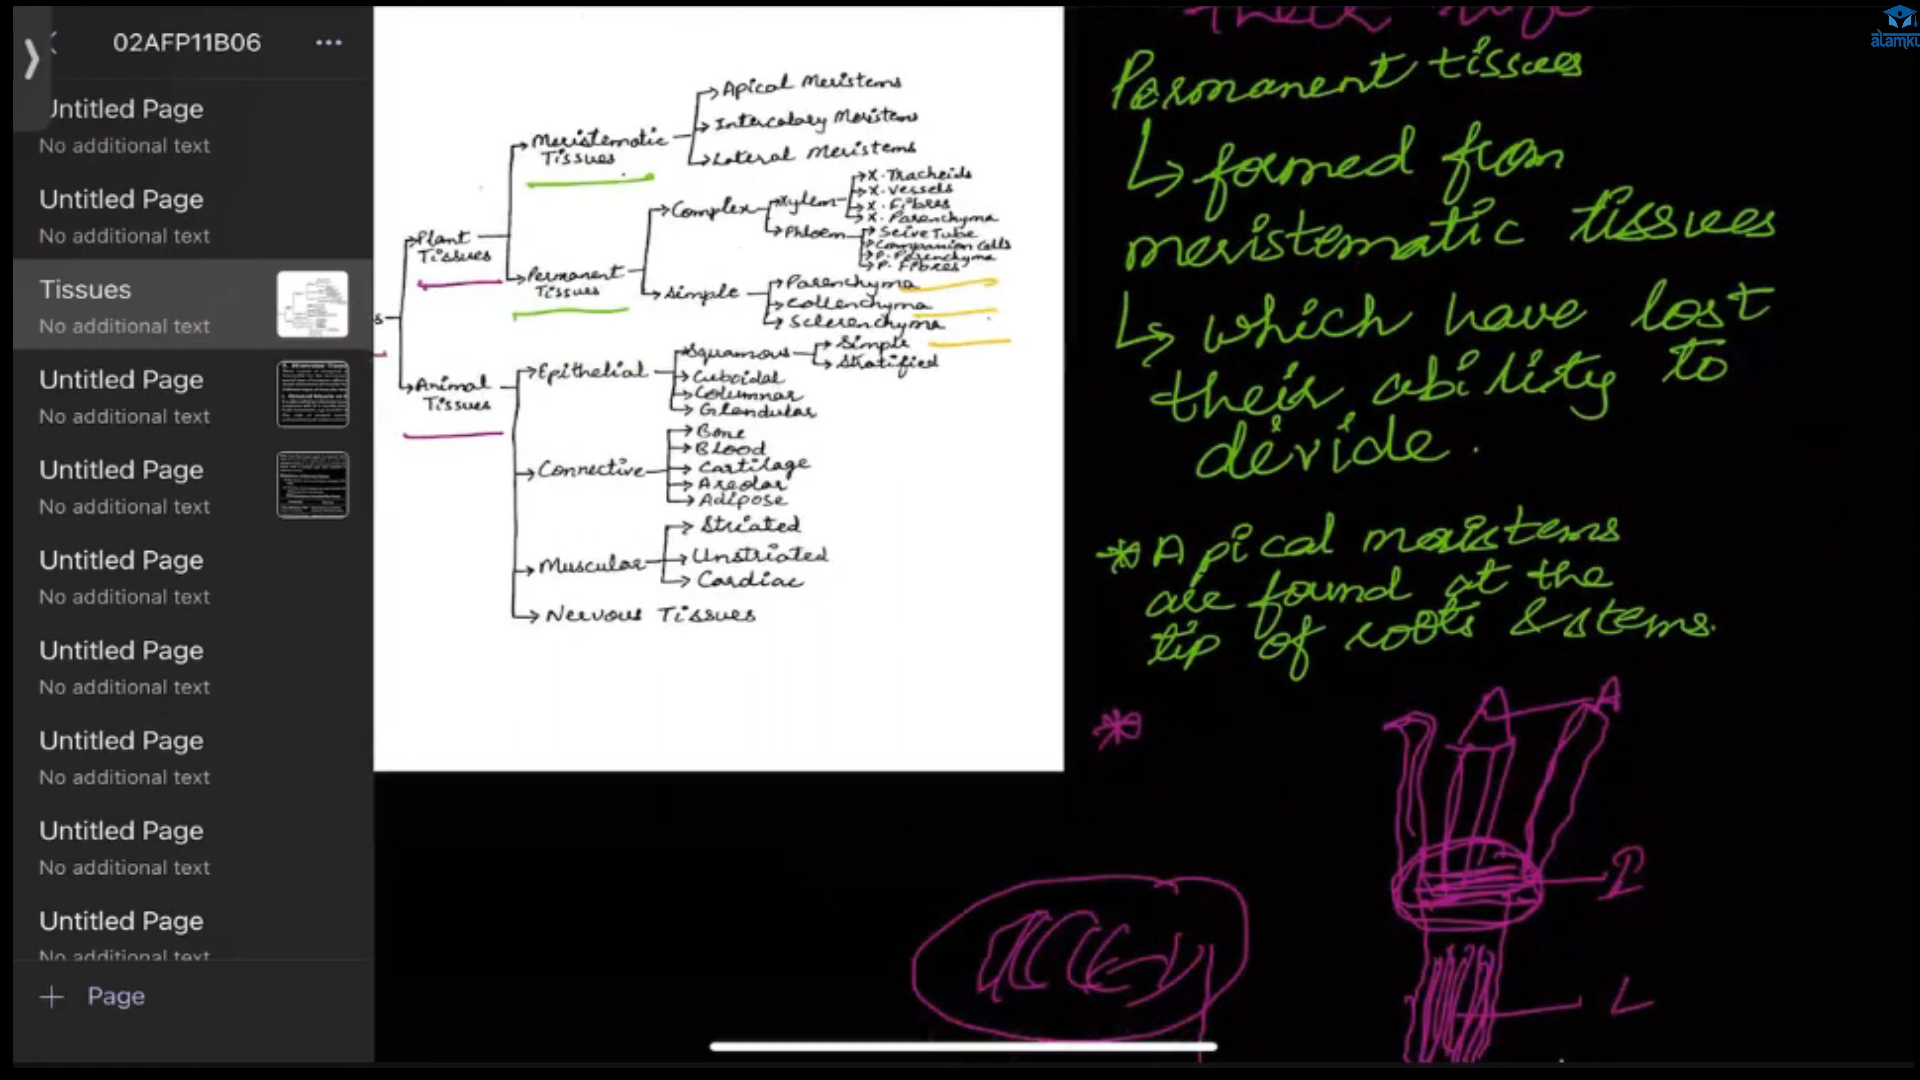 02AFP11B06
Untitled Page
No additional text
Untitled Page
No additional text
Tissues
No additional text
Untitled Page
No additional text
Untitled Page
No additional text
Untitled Page
No additional text
Untitled Page
No additional text
Untitled Page
No additional text
Untitled Page
No additional text
Untitled Page
No additional text
+ Page
Plant
Tissues
Meristematic
Tissues
Apical Meristems
Intercalary Meristems
Lateral Meristems
Permanent
Tissues
Complex
Xylem
X. Tracheids
X. Vessels
X. Fibres
X. Parenchyma
Phloem
Seive Tube
Companion Cells
P. Parenchyma
P. Fibres
Simple
Parenchyma
Collenchyma
Sclerenchyma
Animal
Tissues
Epithelial
Squamous
Simple
Stratified
Cuboidal
Columnar
Glandular
Connective
Bone
Blood
Cartilage
Areolar
Adipose
Muscular
Striated
Unstriated
Cardiac
Nervous Tissues
Permanent tissues
formed from
meristematic tissues
which have lost
their ability to
devide.
* Apical meristems
are found at the
tip of roots & stems.
*
A
I
L
alamku